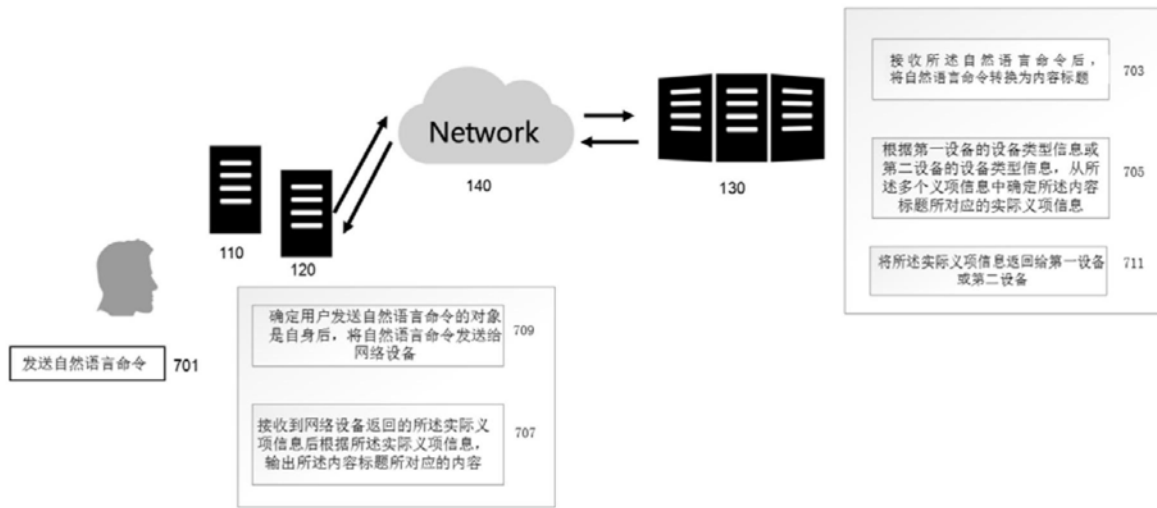 接收所述自然语言命令后,
将自然语言命令转换为内容标题
703
根据第一设备的设备类型信息或
第二设备的设备类型信息,从所
述多个义项信息中确定所述内容
标题所对应的实际义项信息
705
将所述实际义项信息返回给第一设备
或第二设备
711
Network
140
130
110
120
发送自然语言命令
701
确定用户发送自然语言命令的对象
是自身后,将自然语言命令发送给
网络设备
709
接收到网络设备返回的所述实际义
项信息后根据所述实际义项信息,
输出所述内容标题所对应的内容
707